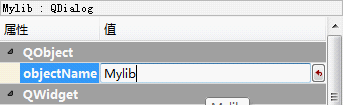 Mylib : QDialog
属性 值
QObject
objectName Mylib
QWidget